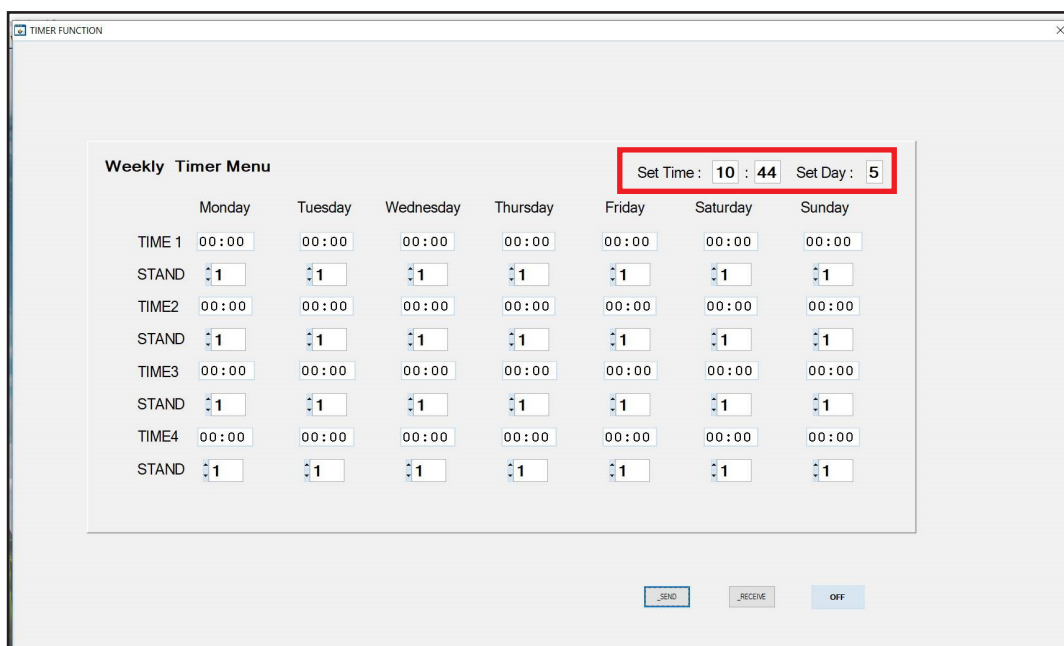 TIMER FUNCTION
Weekly Timer Menu
Set Time : 10 : 44 Set Day : 5
Monday Tuesday Wednesday Thursday Friday Saturday Sunday
TIME 1 00:00 00:00 00:00 00:00 00:00 00:00 00:00
STAND 1 1 1 1 1 1 1
TIME2 00:00 00:00 00:00 00:00 00:00 00:00 00:00
STAND 1 1 1 1 1 1 1
TIME3 00:00 00:00 00:00 00:00 00:00 00:00 00:00
STAND 1 1 1 1 1 1 1
TIME4 00:00 00:00 00:00 00:00 00:00 00:00 00:00
STAND 1 1 1 1 1 1 1
_SEND _RECEIVE OFF